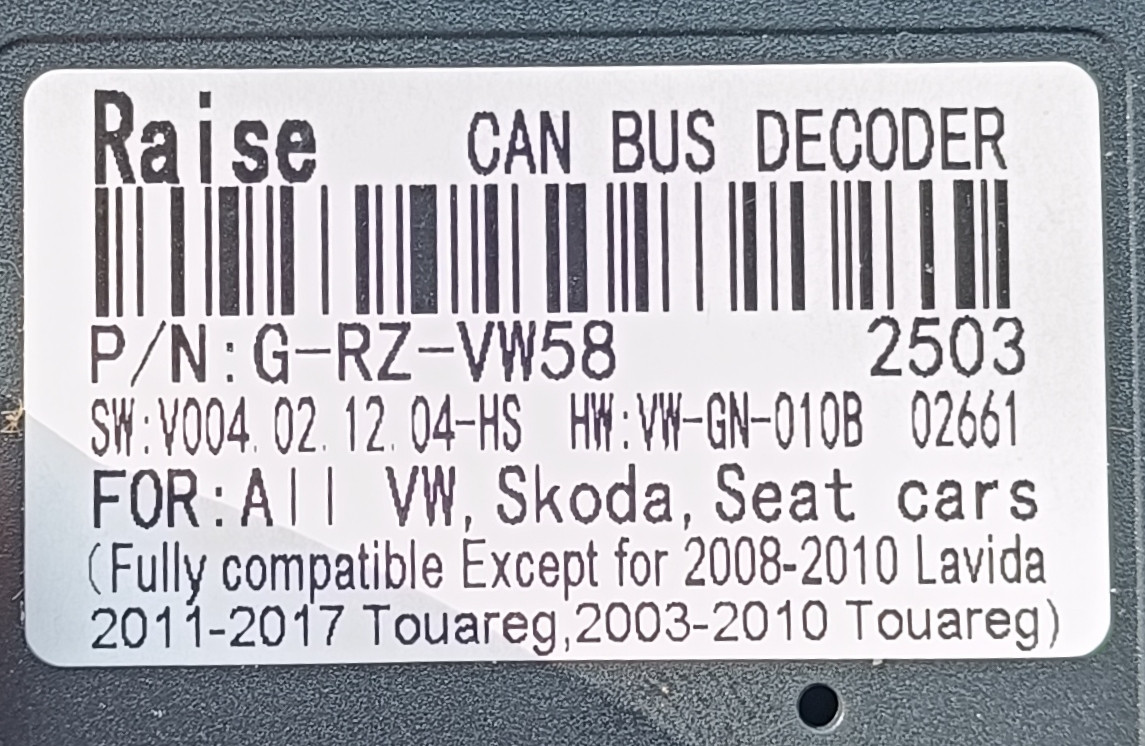 Raise CAN BUS DECODER
P/N:G-RZ-VW58 2503
SW:V004.02.12.04-HS HW:VW-GN-010B 02661
FOR:All VW,Skoda,Seat cars
(Fully compatible Except for 2008-2010 Lavida
2011-2017 Touareg,2003-2010 Touareg)